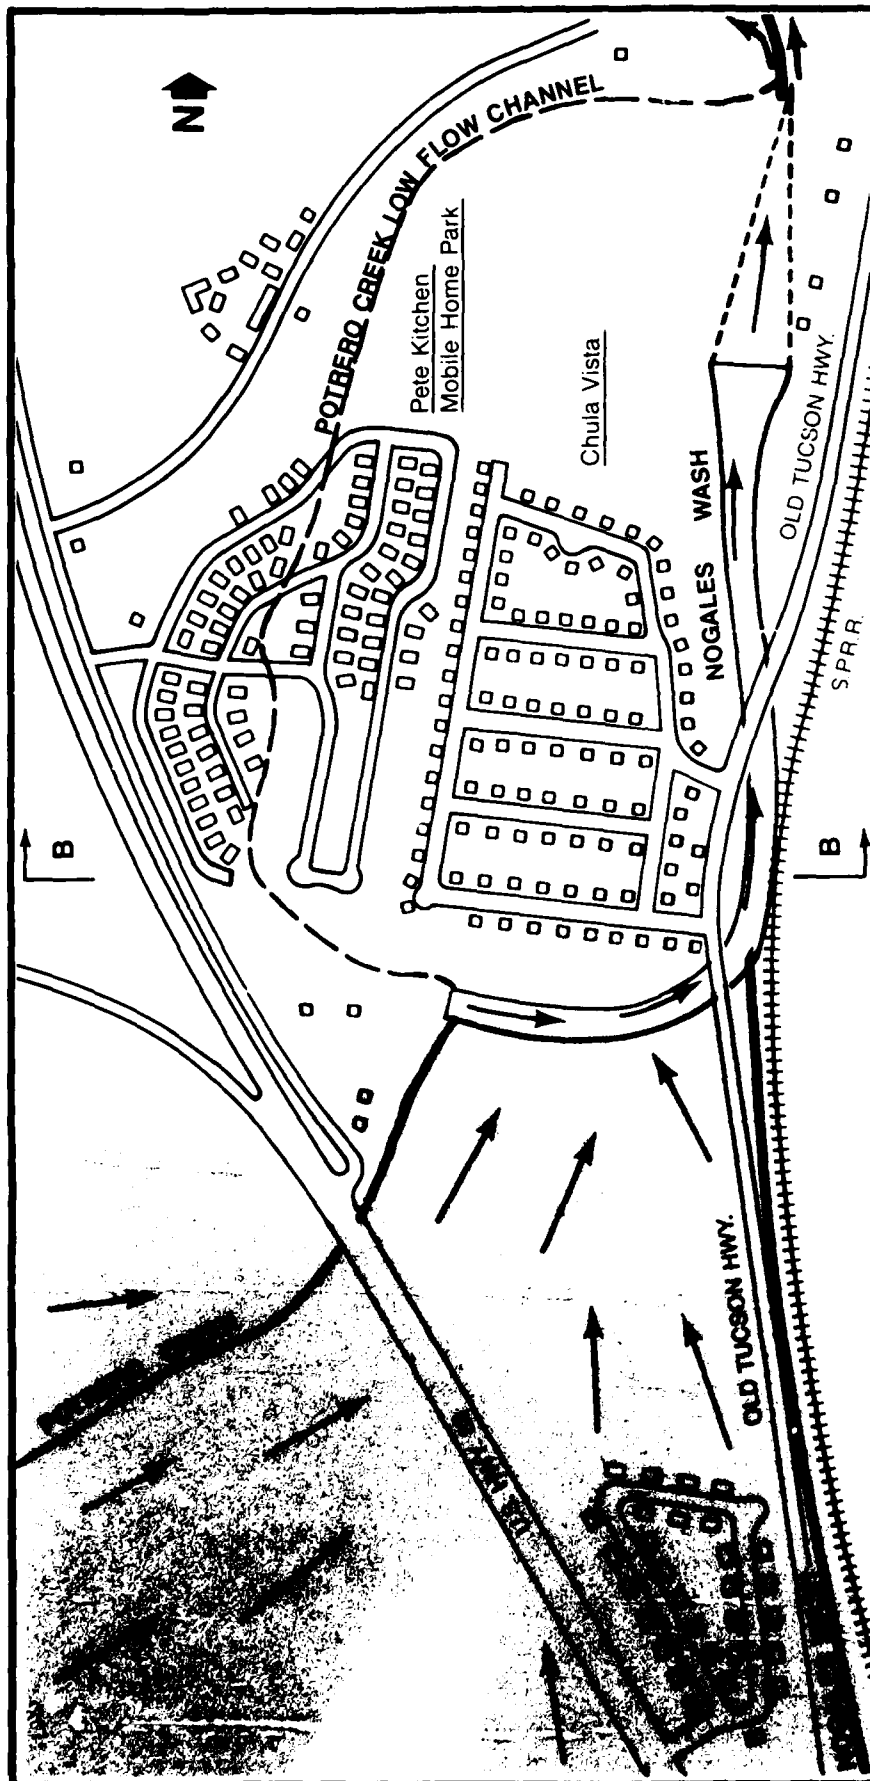 N
POTRERO CREEK LOW FLOW CHANNEL
Pete Kitchen
Mobile Home Park
Chula Vista
NOGALES WASH
OLD TUCSON HWY.
S.P.R.R.
B
B
OLD TUCSON HWY.
U.S. HWY.